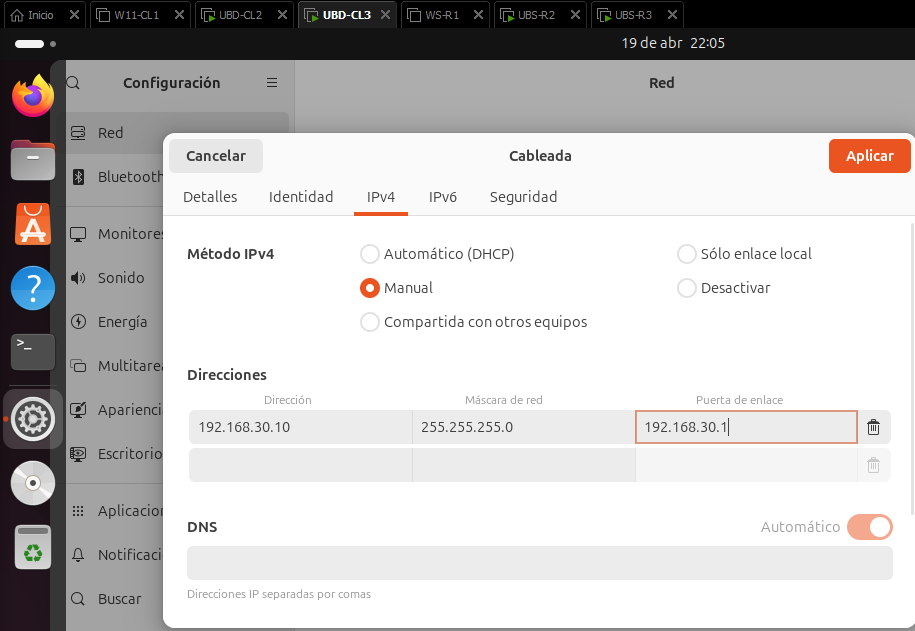 Inicio
W11-CL1
UBD-CL2
UBD-CL3
WS-R1
UBS-R2
UBS-R3
19 de abr 22:05
Configuración
Red
Red
Bluetooth
Monitores
Sonido
Energía
Multitarea
Aparienci
Escritorio
Aplicacion
Notificaci
Buscar
Cancelar
Cableada
Aplicar
Detalles
Identidad
IPv4
IPv6
Seguridad
Método IPv4
Automático (DHCP)
Sólo enlace local
Manual
Desactivar
Compartida con otros equipos
Direcciones
Dirección
Máscara de red
Puerta de enlace
192.168.30.10
255.255.255.0
192.168.30.1
DNS
Automático
Direcciones IP separadas por comas